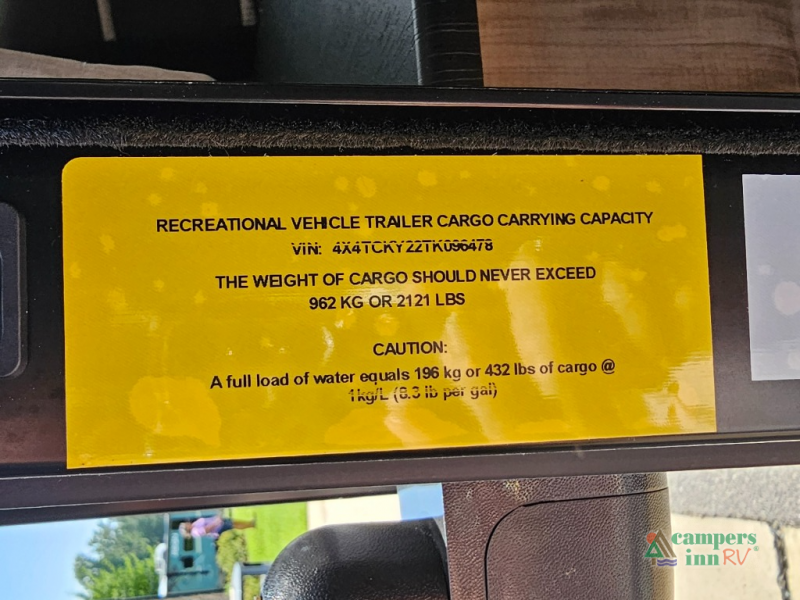 RECREATIONAL VEHICLE TRAILER CARGO CARRYING CAPACITY
VIN: 4X4TCKY22TK096478
THE WEIGHT OF CARGO SHOULD NEVER EXCEED
962 KG OR 2121 LBS
CAUTION:
A full load of water equals 196 kg or 432 lbs of cargo @
1kg/L (8.3 lb per gal)
campers
inn RV®